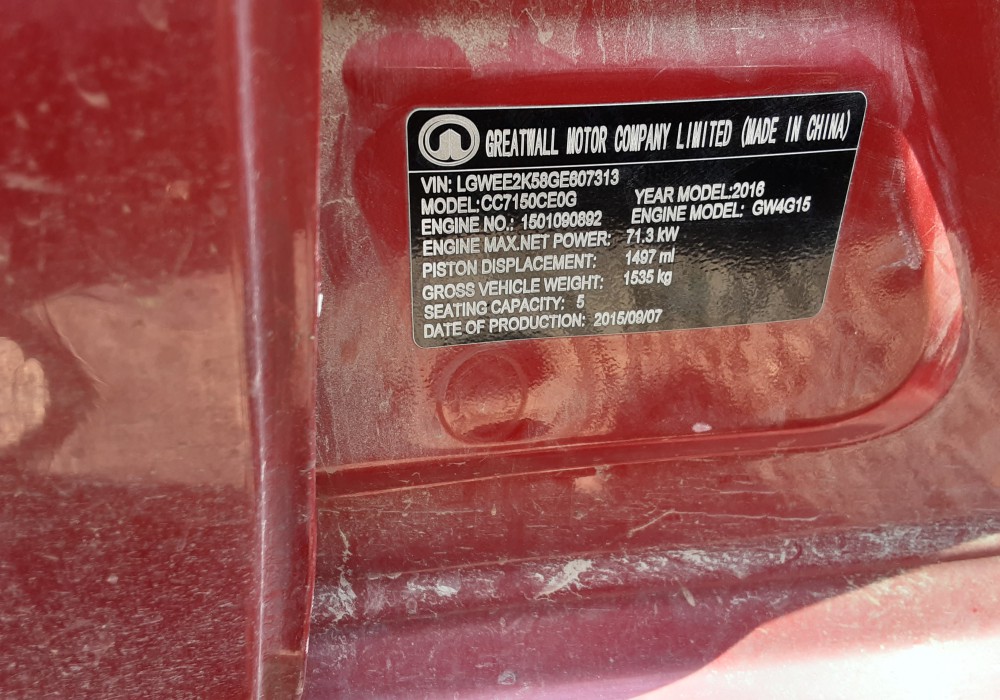 GREATWALL MOTOR COMPANY LIMITED (MADE IN CHINA)
VIN: LGWEE2K58GE607313
MODEL:CC7150CE0G YEAR MODEL:2016
ENGINE NO.: 1501090892 ENGINE MODEL: GW4G15
ENGINE MAX.NET POWER: 71.3 kW
PISTON DISPLACEMENT: 1497 ml
GROSS VEHICLE WEIGHT: 1535 kg
SEATING CAPACITY: 5
DATE OF PRODUCTION: 2015/09/07